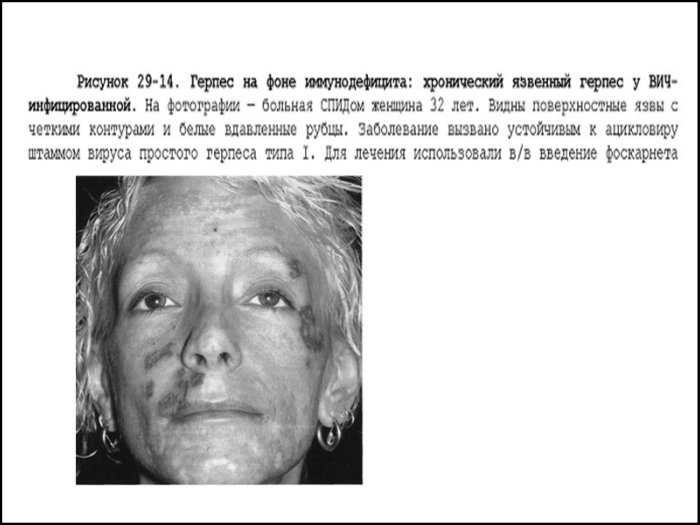 Рисунок 29-14. Герпес на фоне иммунодефицита: хронический язвенный герпес у ВИЧ-
инфицированной. На фотографии — больная СПИДом женщина 32 лет. Видны поверхностные язвы с
четкими контурами и белые вдавленные рубцы. Заболевание вызвано устойчивым к ацикловиру
штаммом вируса простого герпеса типа I. Для лечения использовали в/в введение фоскарнета